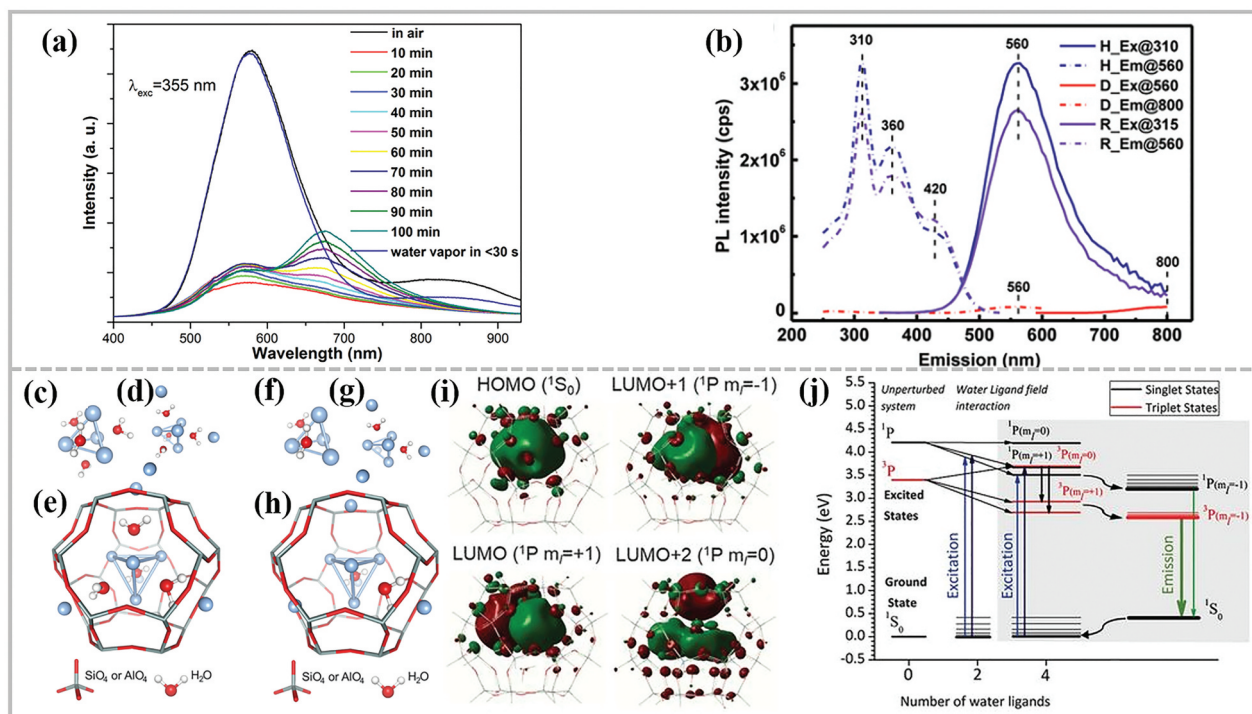 (a)
λexc=355 nm
in air
10 min
20 min
30 min
40 min
50 min
60 min
70 min
80 min
90 min
100 min
water vapor in <30 s
Intensity (a. u.)
400 500 600 700 800 900
Wavelength (nm)
(b)
310
360
420
560
560
800
H_Ex@310
H_Em@560
D_Ex@560
D_Em@800
R_Ex@315
R_Em@560
PL intensity (cps)
3x10⁶
2x10⁶
1x10⁶
0
200 300 400 500 600 700 800
Emission (nm)
(c) (d)
(e)
SiO₄ or AlO₄ H₂O
(f) (g)
(h)
SiO₄ or AlO₄ H₂O
(i)
HOMO (¹S₀)
LUMO+1 (¹P mₗ=-1)
LUMO (¹P mₗ=+1)
LUMO+2 (¹P mₗ=0)
(j)
Unperturbed
system
Water Ligand field
interaction
Singlet States
Triplet States
¹P
³P
Excited
States
Ground
State
¹S₀
¹P(mₗ=0)
¹P(mₗ=+1)
³P(mₗ=0)
³P(mₗ=+1)
¹P(mₗ=-1)
³P(mₗ=-1)
¹S₀
Excitation
Excitation
Emission
Energy (eV)
5.5
5.0
4.5
4.0
3.5
3.0
2.5
2.0
1.5
1.0
0.5
0.0
-0.5
0 2 4
Number of water ligands